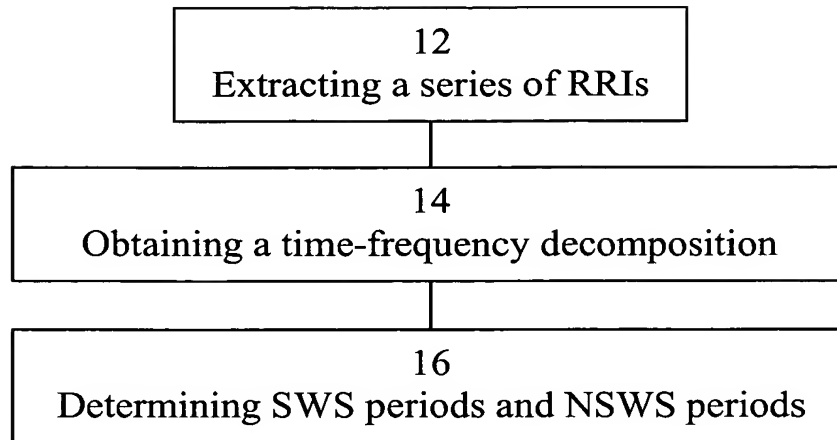 12
Extracting a series of RRIs
14
Obtaining a time-frequency decomposition
16
Determining SWS periods and NSWS periods